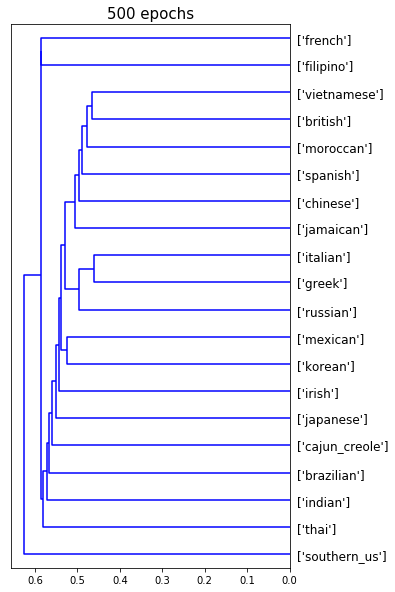 500 epochs
['french']
['filipino']
['vietnamese']
['british']
['moroccan']
['spanish']
['chinese']
['jamaican']
['italian']
['greek']
['russian']
['mexican']
['korean']
['irish']
['japanese']
['cajun_creole']
['brazilian']
['indian']
['thai']
['southern_us']
0.6 0.5 0.4 0.3 0.2 0.1 0.0